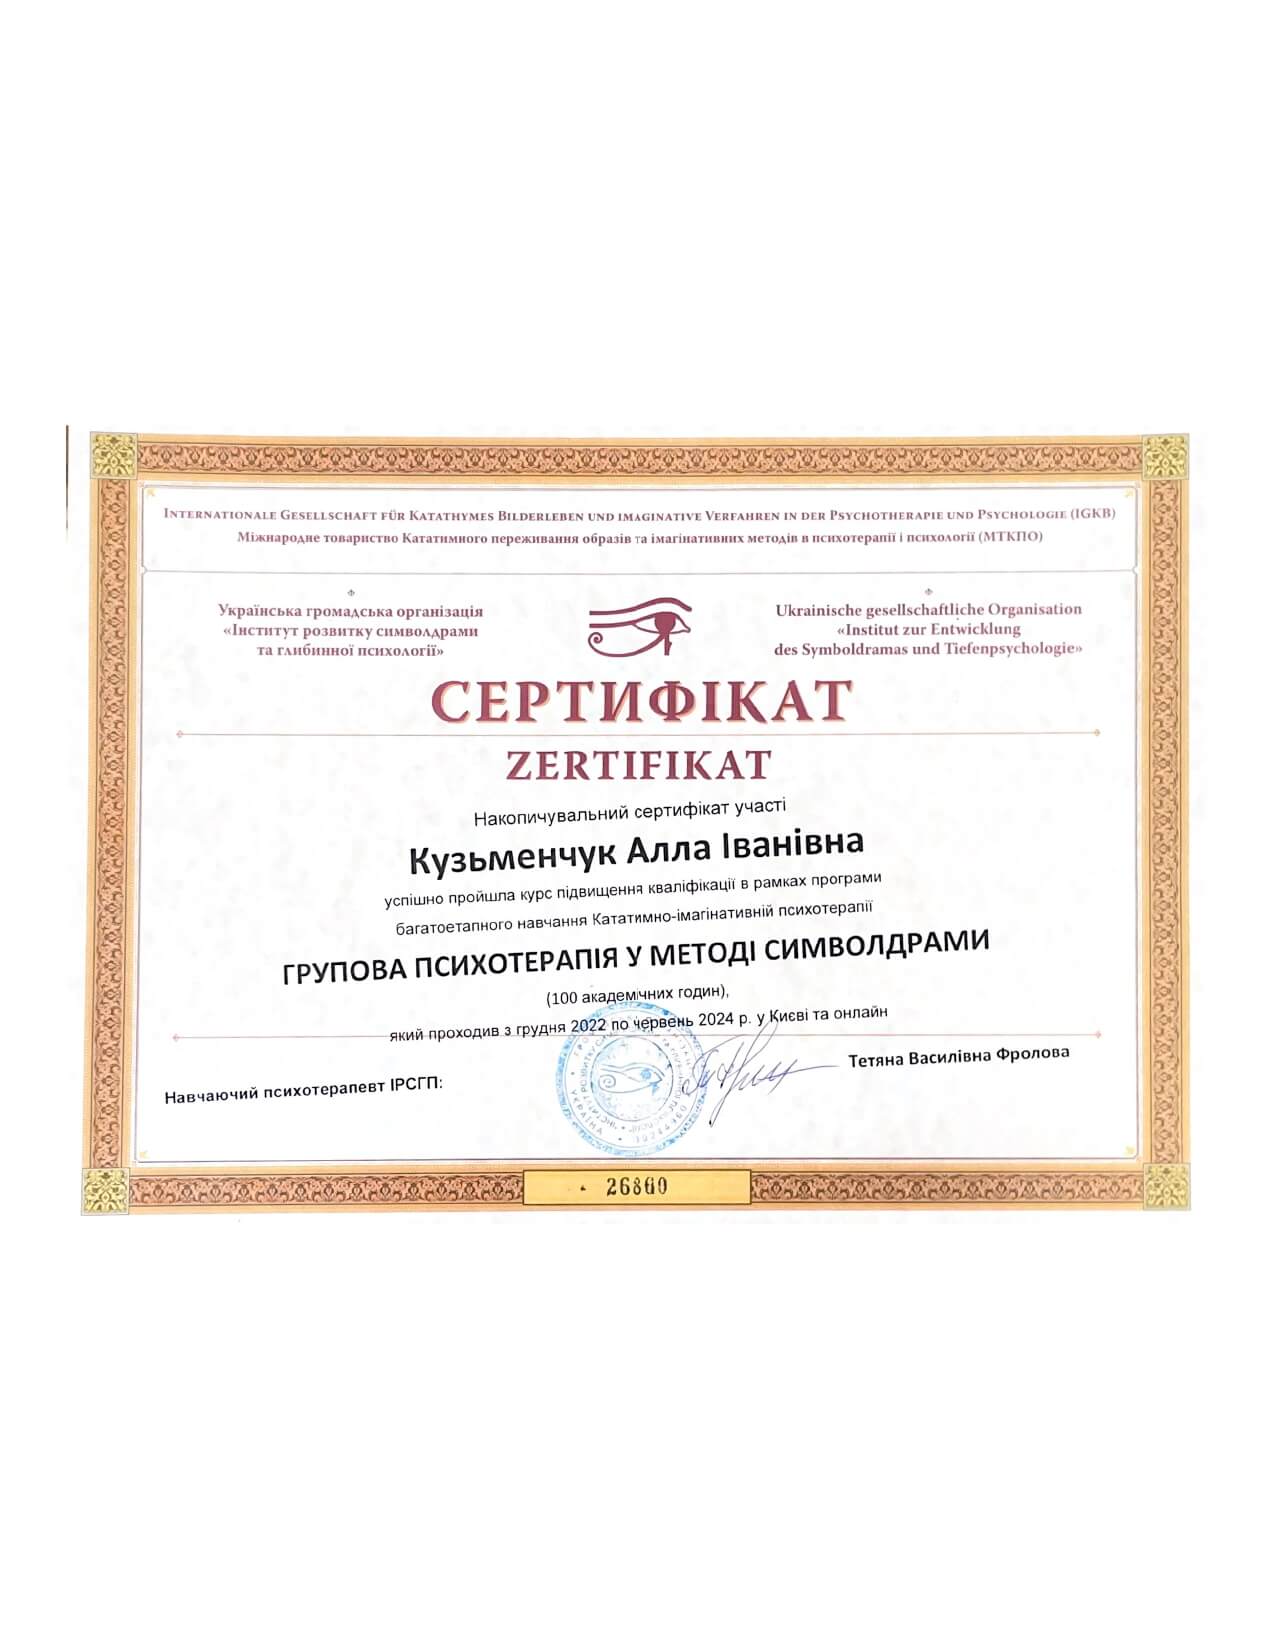 INTERNATIONALE GESELLSCHAFT FÜR KATATHYMES BILDERLEBEN UND IMAGINATIVE VERFAHREN IN DER PSYCHOTHERAPIE UND PSYCHOLOGIE (IGKB)
Міжнародне товариство Кататимного переживання образів та імагінативних методів в психотерапії і психології (МТКПО)
Українська громадська організація
«Інститут розвитку символдрами
та глибинної психології»
Ukrainische gesellschaftliche Organisation
«Institut zur Entwicklung
des Symboldramas und Tiefenpsychologie»
СЕРТИФІКАТ
ZERTIFIKAT
Накопичувальний сертифікат участі
Кузьменчук Алла Іванівна
успішно пройшла курс підвищення кваліфікації в рамках програми
багатоетапного навчання Кататимно-імагінативній психотерапії
ГРУПОВА ПСИХОТЕРАПІЯ У МЕТОДІ СИМВОЛДРАМИ
(100 академічних годин),
який проходив з грудня 2022 по червень 2024 р. у Києві та онлайн
Навчаючий психотерапевт ІРСГП:
Тетяна Василівна Фролова
УКРАЇНА